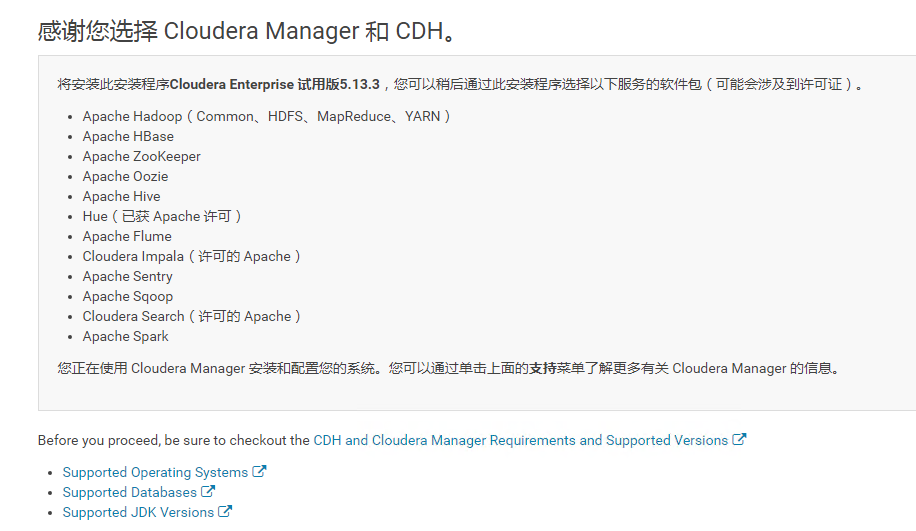 感谢您选择 Cloudera Manager 和 CDH。
将安装此安装程序Cloudera Enterprise 试用版5.13.3，您可以稍后通过此安装程序选择以下服务的软件包（可能会涉及到许可证）。
• Apache Hadoop（Common、HDFS、MapReduce、YARN）
• Apache HBase
• Apache ZooKeeper
• Apache Oozie
• Apache Hive
• Hue（已获 Apache 许可）
• Apache Flume
• Cloudera Impala（许可的 Apache）
• Apache Sentry
• Apache Sqoop
• Cloudera Search（许可的 Apache）
• Apache Spark
您正在使用 Cloudera Manager 安装和配置您的系统。您可以通过单击上面的支持菜单了解更多有关 Cloudera Manager 的信息。
Before you proceed, be sure to checkout the CDH and Cloudera Manager Requirements and Supported Versions
• Supported Operating Systems
• Supported Databases
• Supported JDK Versions